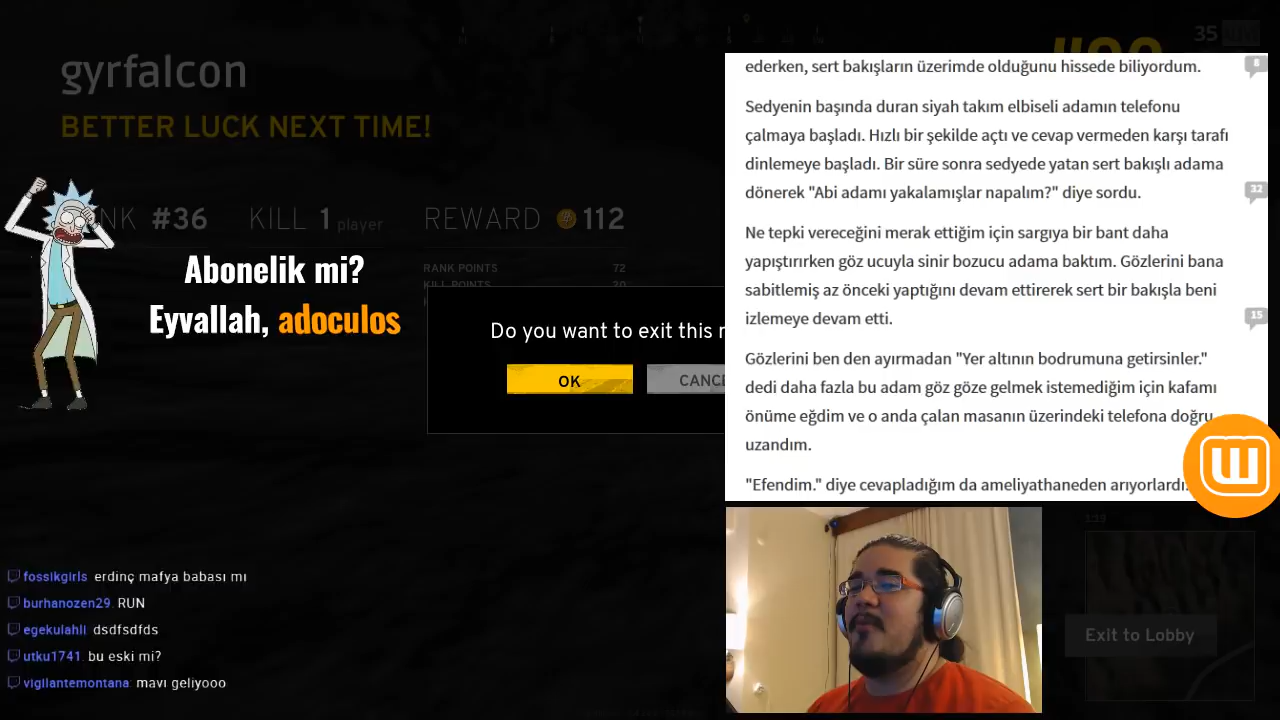 gyrfalcon
BETTER LUCK NEXT TIME!
#36 KILL 1 player REWARD 112
RANK POINTS 72
KILL POINTS 20
Abonelik mi?
Eyvallah, adoculos
Do you want to exit this
OK
35
ederken, sert bakışların üzerimde olduğunu hissede biliyordum.
8
Sedyenin başında duran siyah takım elbiseli adamın telefonu
çalmaya başladı. Hızlı bir şekilde açtı ve cevap vermeden karşı tarafı
dinlemeye başladı. Bir süre sonra sedyede yatan sert bakışlı adama
dönerek "Abi adamı yakalamışlar napalım?" diye sordu.
32
Ne tepki vereceğini merak ettiğim için sargıya bir bant daha
yapıştırırken göz ucuyla sinir bozucu adama baktım. Gözlerini bana
sabitlemiş az önceki yaptığını devam ettirerek sert bir bakışla beni
izlemeye devam etti.
15
Gözlerini ben den ayırmadan "Yer altının bodrumuna getirsinler."
dedi daha fazla bu adam göz göze gelmek istemediğim için kafamı
önüme eğdim ve o anda çalan masanın üzerindeki telefona doğru
uzandım.
"Efendim." diye cevapladığım da ameliyathaneden arıyorlardı.
fossikgirls erdinç mafya babası mı
burhanozen29: RUN
egekulahli dsdfsdfds
utku1741: bu eski mi?
vigilantemontana: mavı geliyooo
Exit to Lobby